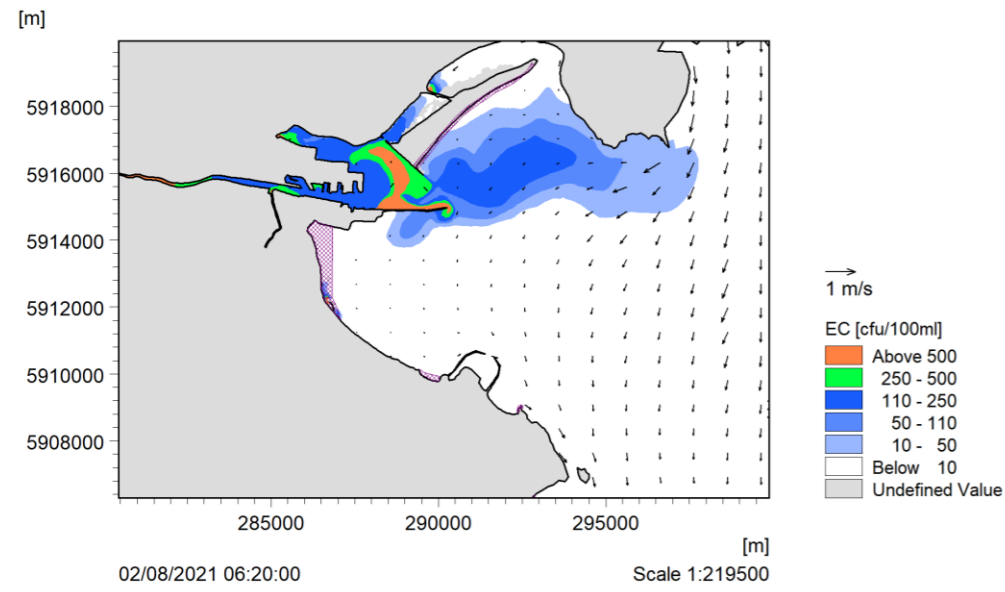 [m]
5918000
5916000
5914000
5912000
5910000
5908000
285000 290000 295000
[m]
02/08/2021 06:20:00 Scale 1:219500
1 m/s
EC [cfu/100ml]
Above 500
250 - 500
110 - 250
50 - 110
10 - 50
Below 10
Undefined Value